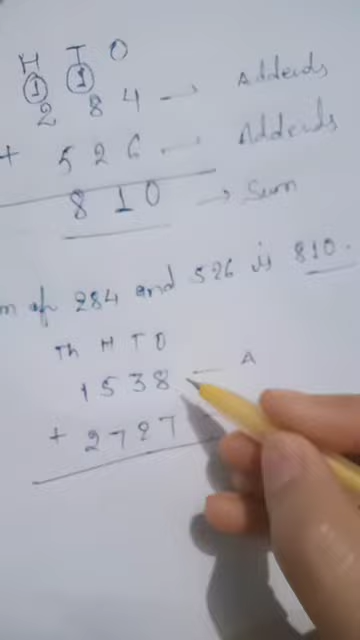 H T O
1 1
2 8 4 → Addends
+ 5 2 6 → Addends
8 1 0 → Sum
m of 284 and 526 is 810.
Th H T O
1 5 3 8 — A
+ 2 7 2 7 —